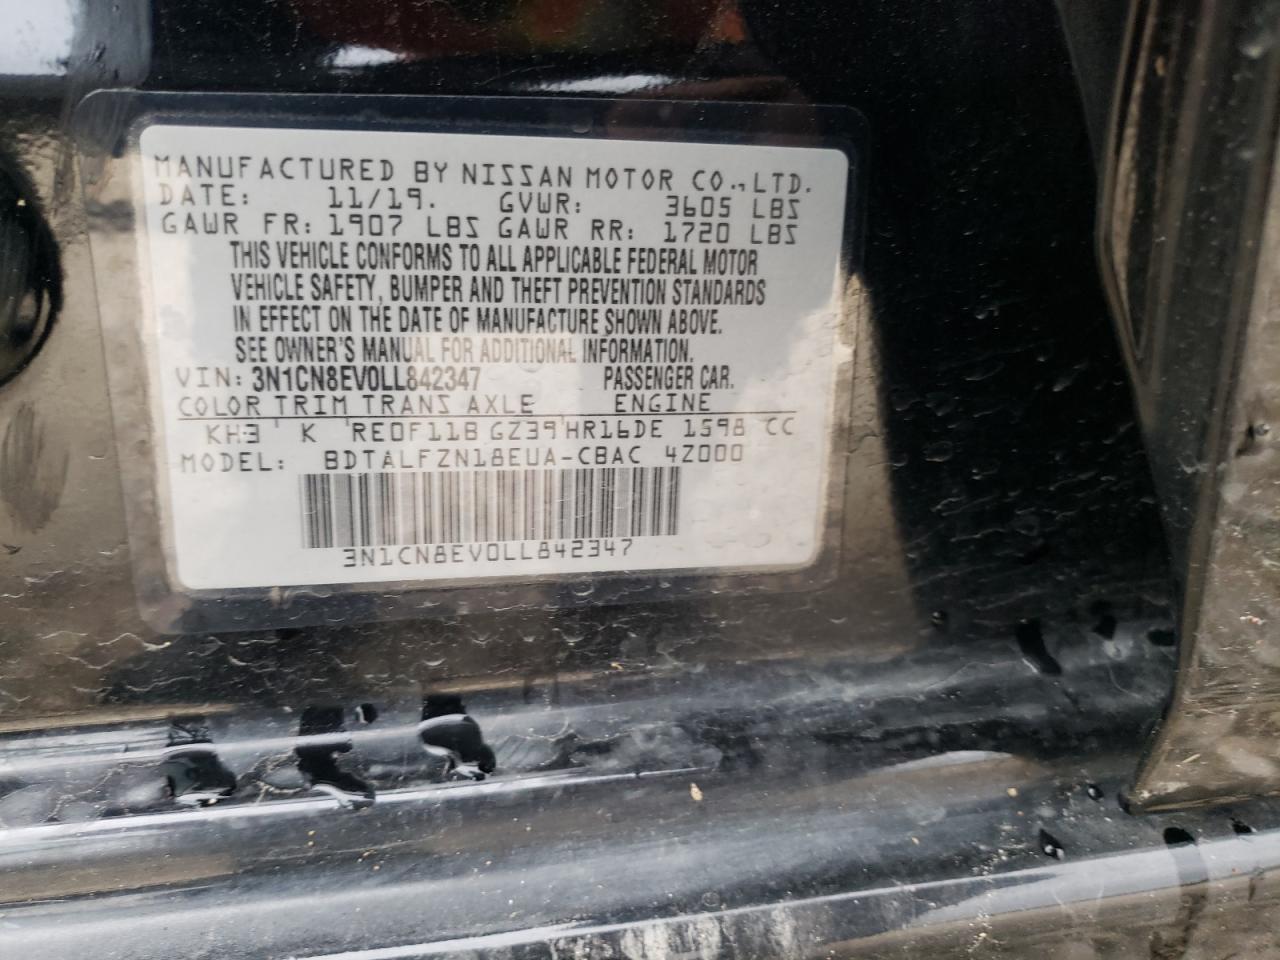 MANUFACTURED BY NISSAN MOTOR CO., LTD.
DATE: 11/19. GVWR: 3605 LBS
GAWR FR: 1907 LBS GAWR RR: 1720 LBS
THIS VEHICLE CONFORMS TO ALL APPLICABLE FEDERAL MOTOR
VEHICLE SAFETY, BUMPER AND THEFT PREVENTION STANDARDS
IN EFFECT ON THE DATE OF MANUFACTURE SHOWN ABOVE.
SEE OWNER'S MANUAL FOR ADDITIONAL INFORMATION.
VIN: 3N1CN8EV0LL842347 PASSENGER CAR.
COLOR TRIM TRANS AXLE ENGINE
KH3 K RE0F11B GZ39 HR16DE 1598 CC
MODEL: BDTALFZN18EUA-CBAC 4Z000
3N1CN8EV0LL842347